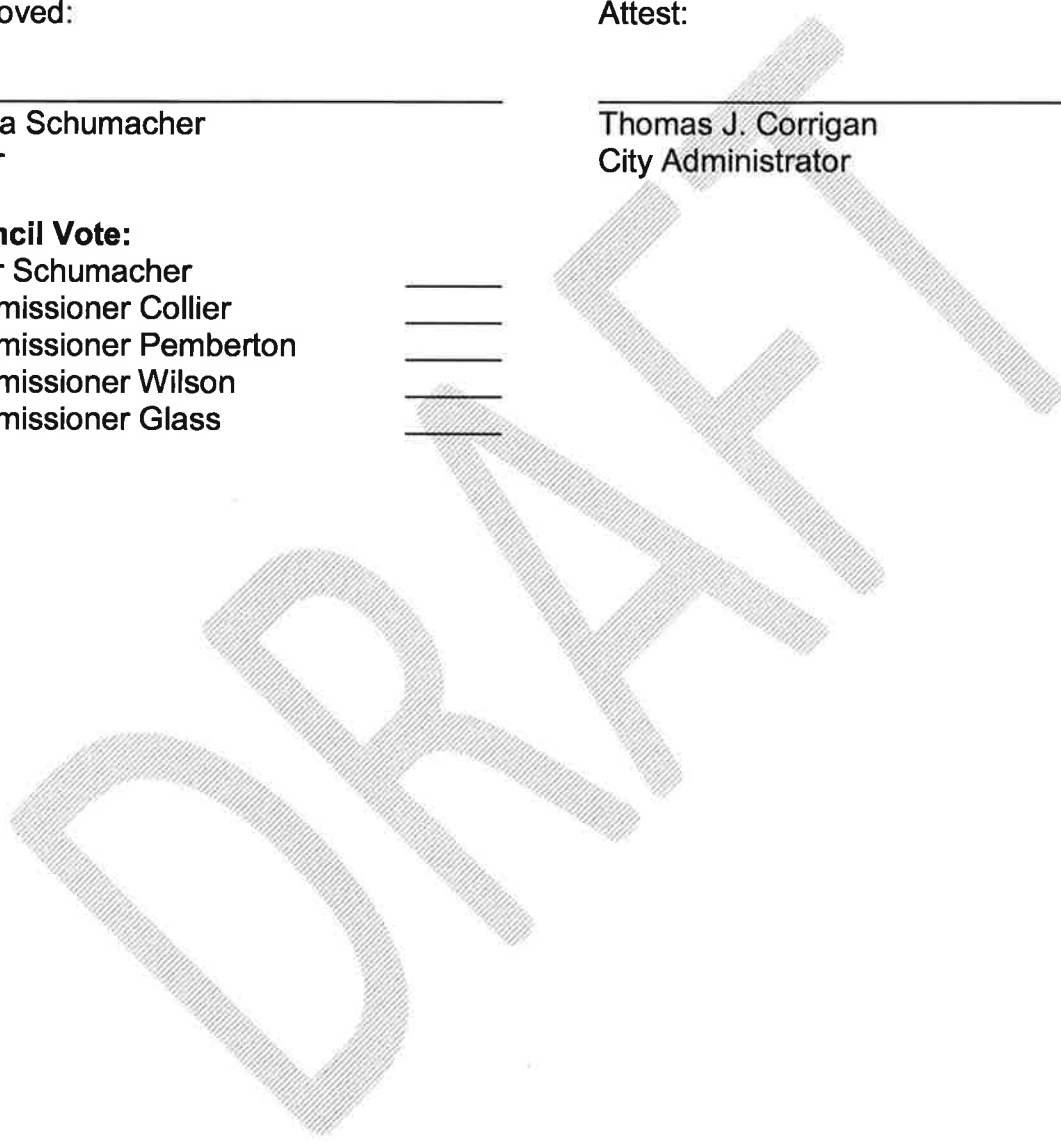 oved:
Attest:
a Schumacher
r
Thomas J. Corrigan
City Administrator
ncil Vote:
r Schumacher
missioner Collier
missioner Pemberton
missioner Wilson
missioner Glass
DRAFT